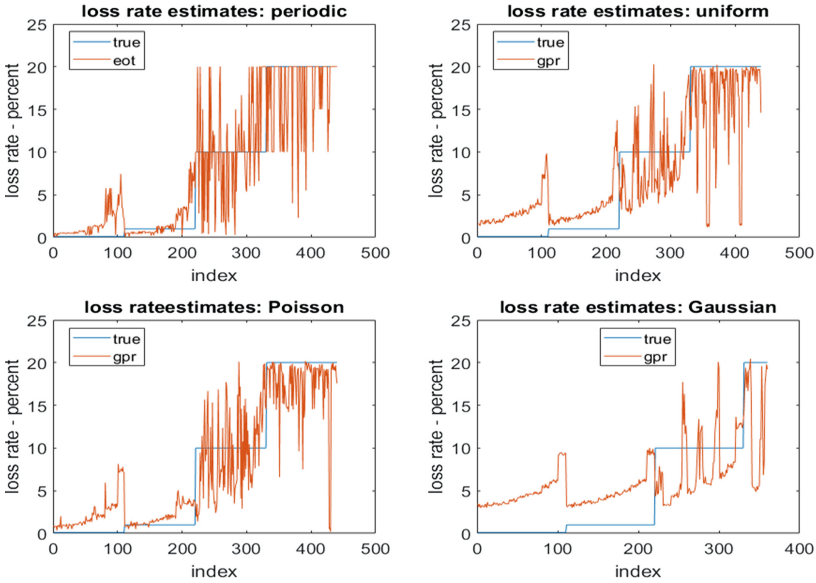 loss rate estimates: periodic
true
eot
25
20
15
10
5
0
0 100 200 300 400 500
loss rate - percent
index
loss rate estimates: uniform
true
gpr
25
20
15
10
5
0
0 100 200 300 400 500
loss rate - percent
index
loss rateestimates: Poisson
true
gpr
25
20
15
10
5
0
0 100 200 300 400 500
loss rate - percent
index
loss rate estimates: Gaussian
true
gpr
25
20
15
10
5
0
0 100 200 300 400
loss rate - percent
index